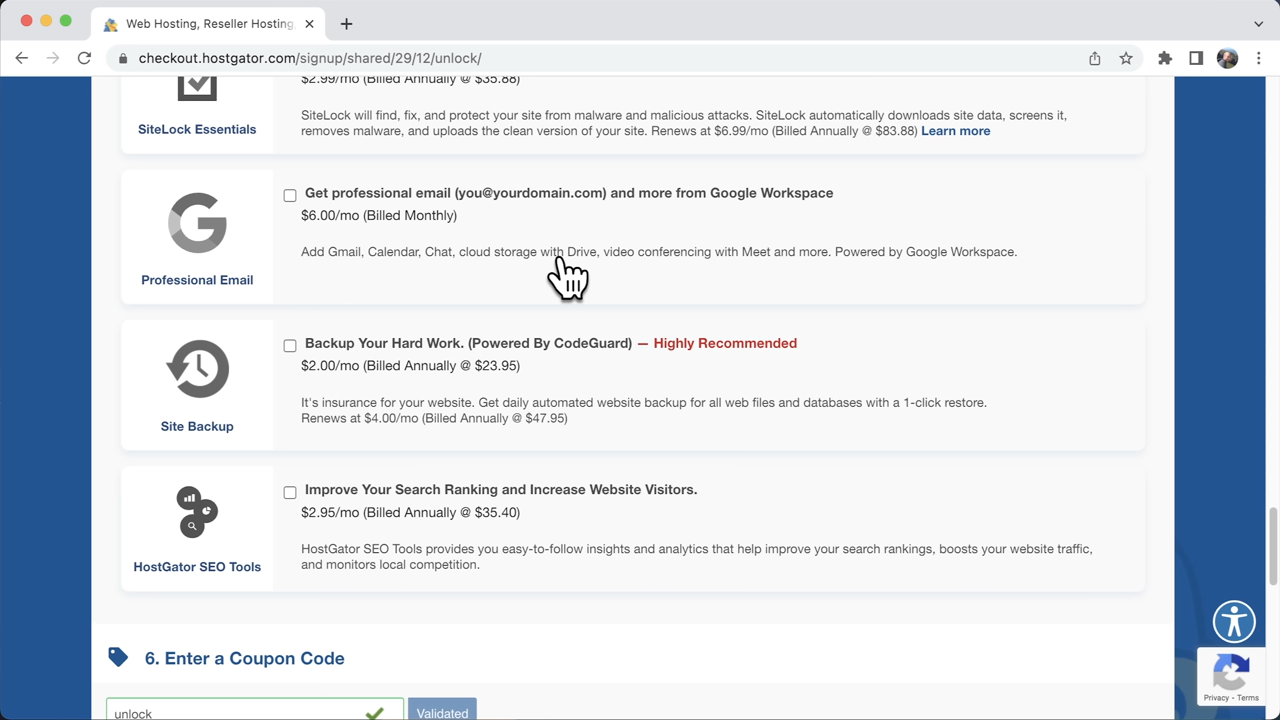 Web Hosting, Reseller Hosting,
checkout.hostgator.com/signup/shared/29/12/unlock/
$2.99/mo (Billed Annually @ $35.88)
SiteLock Essentials
SiteLock will find, fix, and protect your site from malware and malicious attacks. SiteLock automatically downloads site data, screens it,
removes malware, and uploads the clean version of your site. Renews at $6.99/mo (Billed Annually @ $83.88) Learn more
Professional Email
Get professional email (you@yourdomain.com) and more from Google Workspace
$6.00/mo (Billed Monthly)
Add Gmail, Calendar, Chat, cloud storage with Drive, video conferencing with Meet and more. Powered by Google Workspace.
Site Backup
Backup Your Hard Work. (Powered By CodeGuard) — Highly Recommended
$2.00/mo (Billed Annually @ $23.95)
It's insurance for your website. Get daily automated website backup for all web files and databases with a 1-click restore.
Renews at $4.00/mo (Billed Annually @ $47.95)
HostGator SEO Tools
Improve Your Search Ranking and Increase Website Visitors.
$2.95/mo (Billed Annually @ $35.40)
HostGator SEO Tools provides you easy-to-follow insights and analytics that help improve your search rankings, boosts your website traffic,
and monitors local competition.
6. Enter a Coupon Code
unlock
Validated
Privacy - Terms